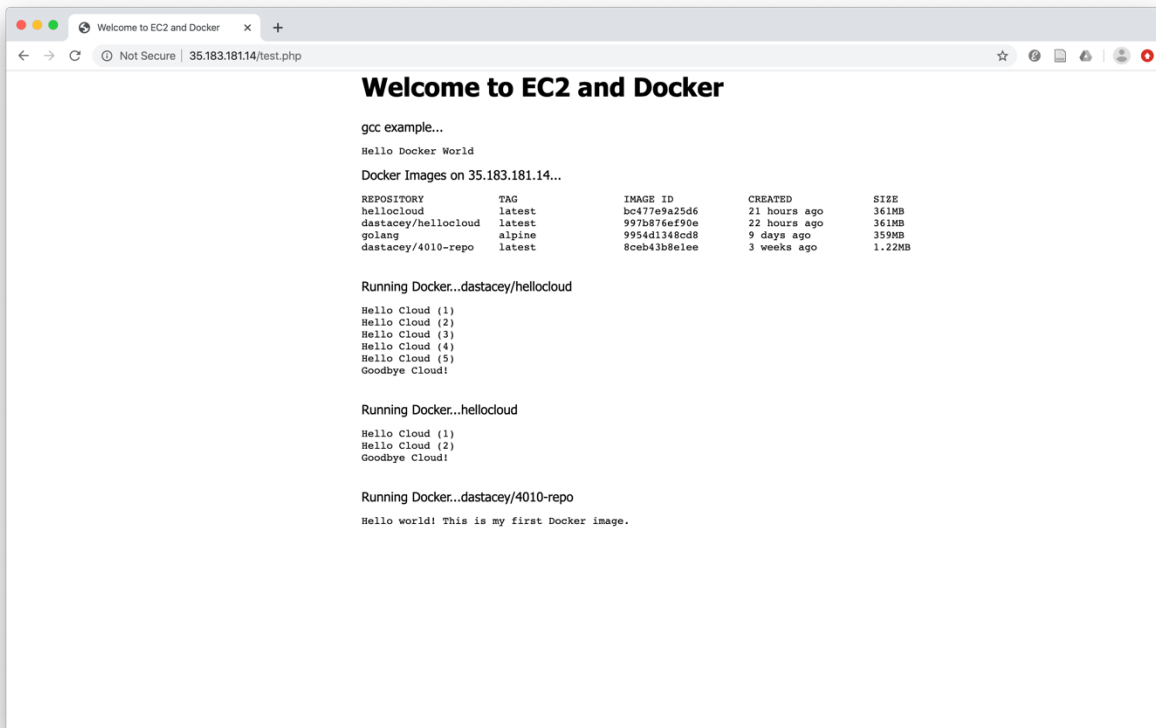 Welcome to EC2 and Docker
Not Secure | 35.183.181.14/test.php
Welcome to EC2 and Docker
gcc example...
Hello Docker World
Docker Images on 35.183.181.14...
REPOSITORY TAG IMAGE ID CREATED SIZE
hellocloud latest bc477e9a25d6 21 hours ago 361MB
dastacey/hellocloud latest 997b876ef90e 22 hours ago 361MB
golang alpine 9954d1348cd8 9 days ago 359MB
dastacey/4010-repo latest 8ceb43b8e1ee 3 weeks ago 1.22MB
Running Docker...dastacey/hellocloud
Hello Cloud (1)
Hello Cloud (2)
Hello Cloud (3)
Hello Cloud (4)
Hello Cloud (5)
Goodbye Cloud!
Running Docker...hellocloud
Hello Cloud (1)
Hello Cloud (2)
Goodbye Cloud!
Running Docker...dastacey/4010-repo
Hello world! This is my first Docker image.